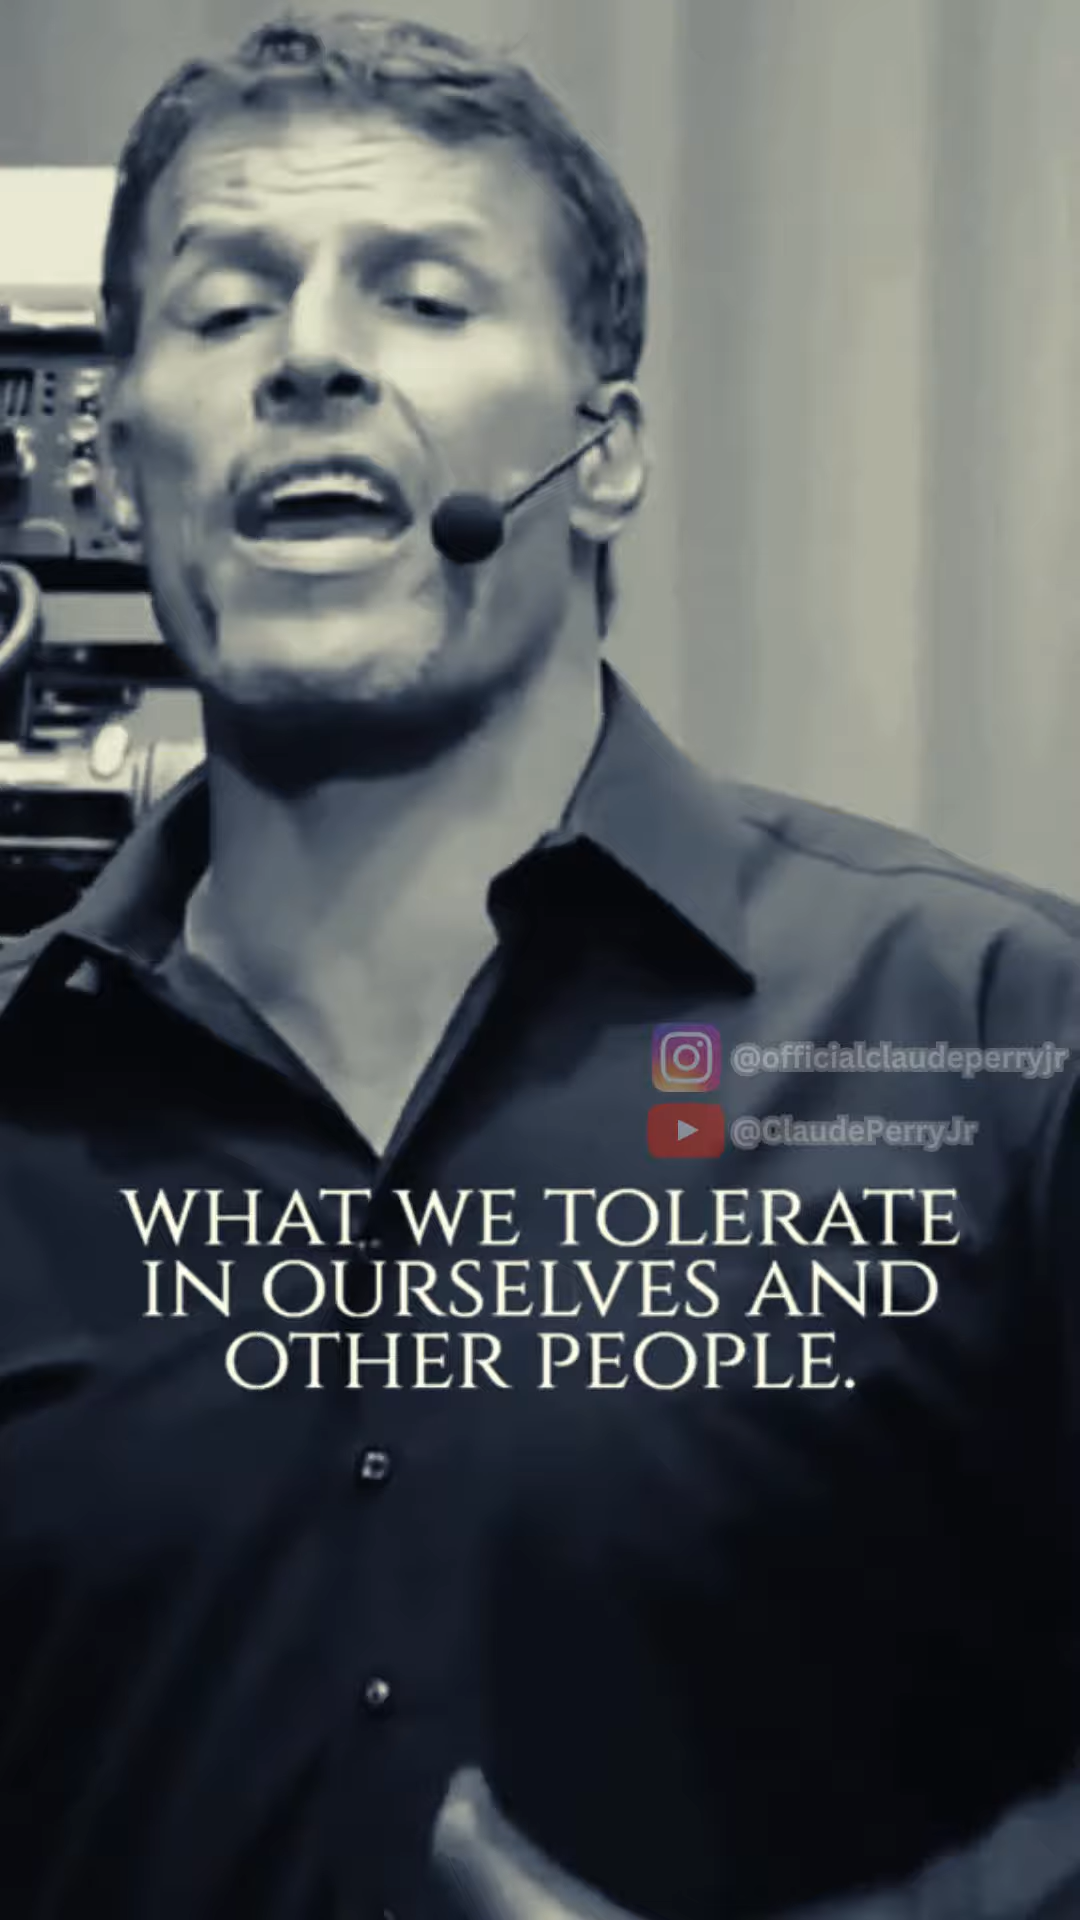 @officialclaudeperryjr
@ClaudePerryJr
WHAT WE TOLERATE
IN OURSELVES AND
OTHER PEOPLE.